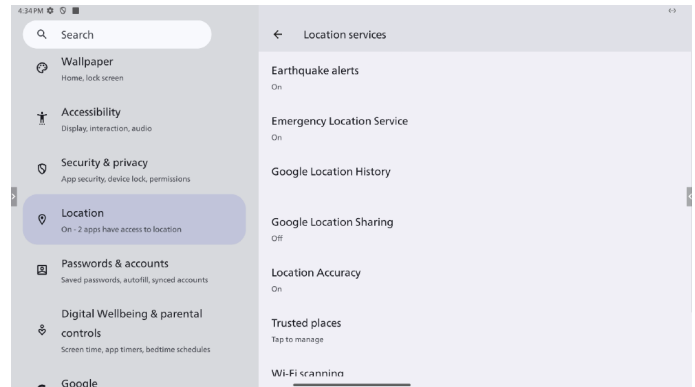 4:34 PM
Search
Wallpaper
Home, lock screen
Accessibility
Display, interaction, audio
Security & privacy
App security, device lock, permissions
Location
On - 2 apps have access to location
Passwords & accounts
Saved passwords, autofill, synced accounts
Digital Wellbeing & parental
controls
Screen time, app timers, bedtime schedules
Google
Location services
Earthquake alerts
On
Emergency Location Service
On
Google Location History
Google Location Sharing
Off
Location Accuracy
On
Trusted places
Tap to manage
Wi-Fi scanning